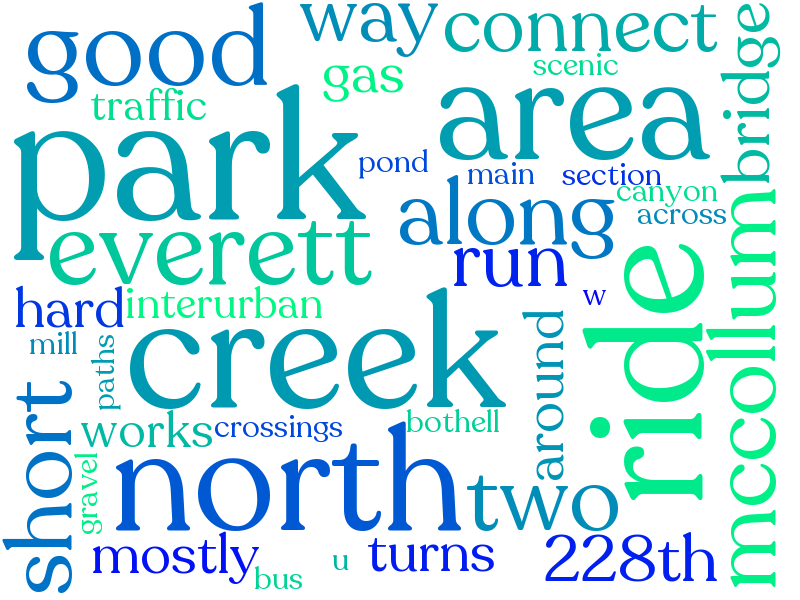 good
way
connect
bridge
gas
scenic
traffic
park
area
pond
main
section
canyon
across
along
everett
run
mccollum
ride
w
hard
interurban
creek
mill
paths
around
short
works
crossings
bothell
gravel
north
two
mostly
turns
228th
bus
u